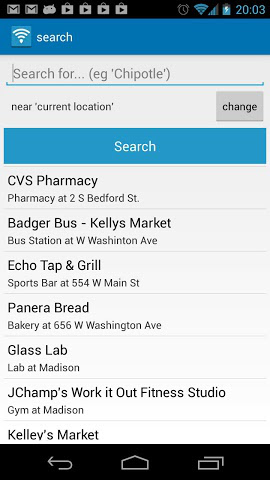 20:03
search
Search for... (eg 'Chipotle')
near 'current location'
change
Search
CVS Pharmacy
Pharmacy at 2 S Bedford St.
Badger Bus - Kellys Market
Bus Station at W Washinton Ave
Echo Tap & Grill
Sports Bar at 554 W Main St
Panera Bread
Bakery at 656 W Washington Ave
Glass Lab
Lab at Madison
JChamp's Work it Out Fitness Studio
Gym at Madison
Kelley's Market